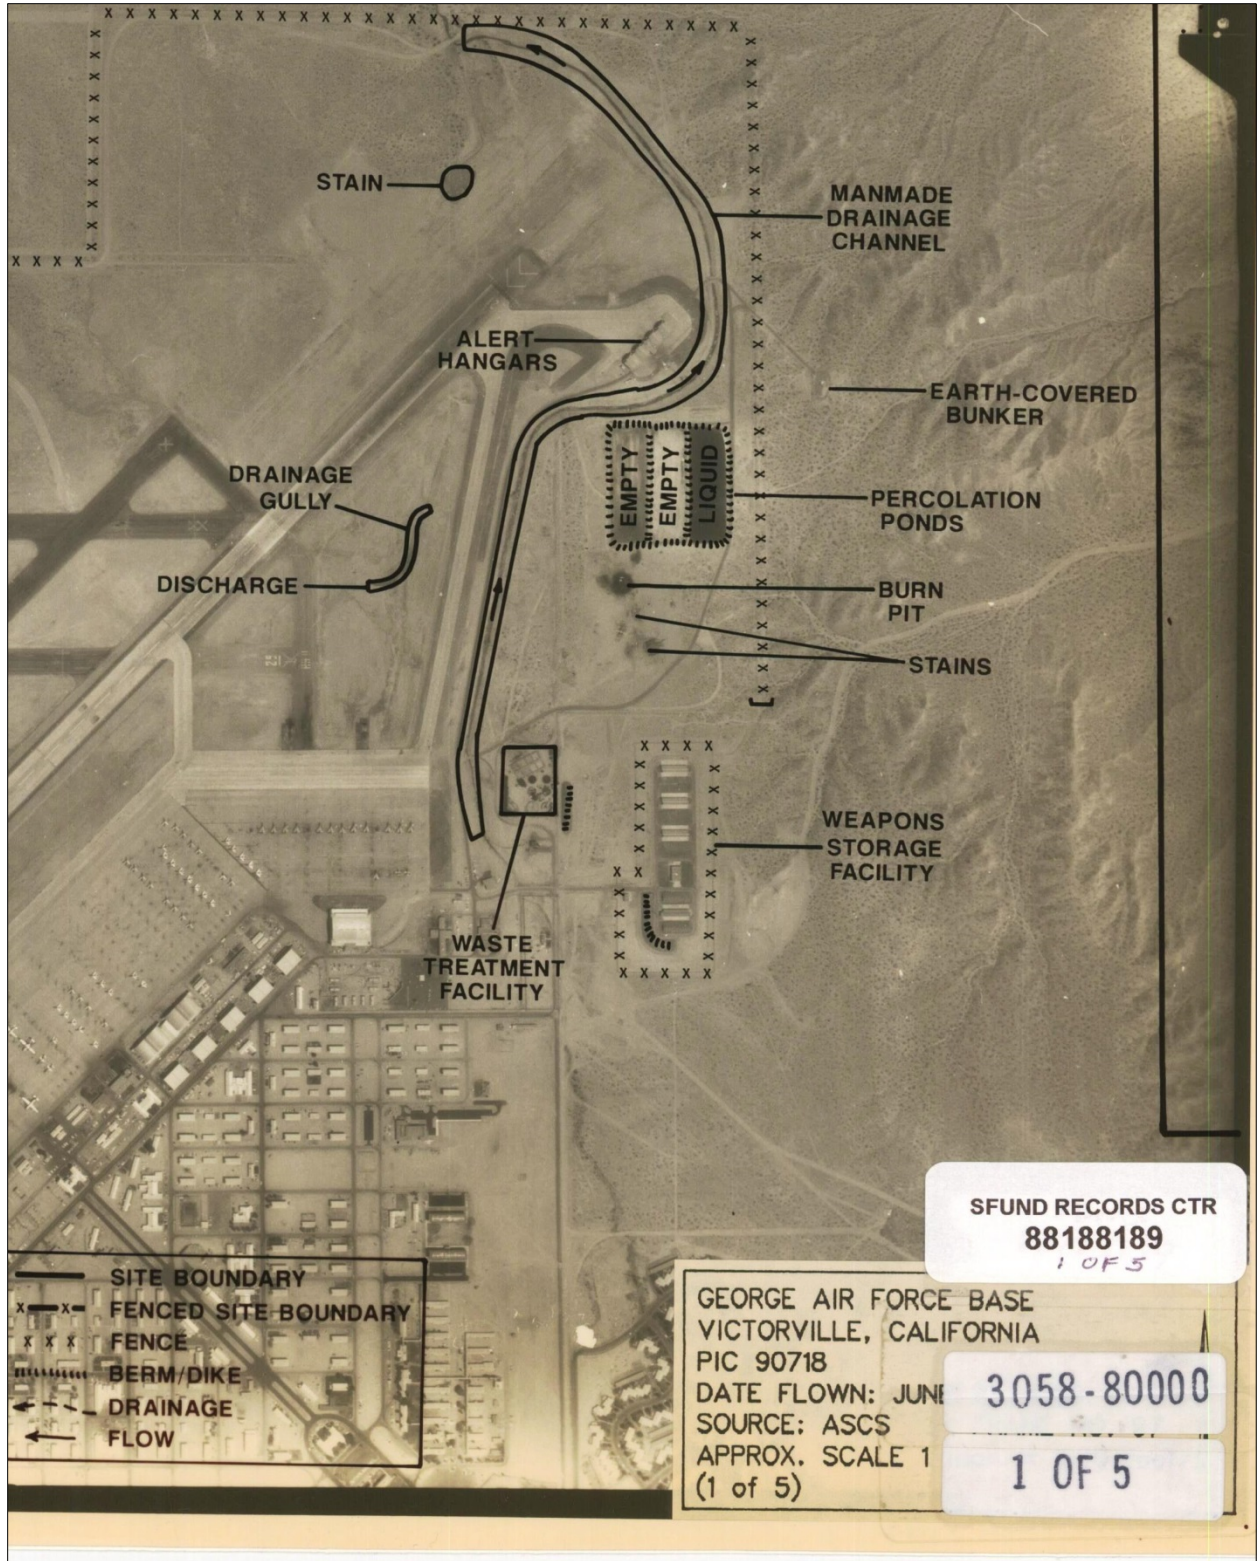 STAIN
MANMADE
DRAINAGE
CHANNEL
ALERT
HANGARS
EARTH-COVERED
BUNKER
DRAINAGE
GULLY
EMPTY
EMPTY
LIQUID
PERCOLATION
PONDS
DISCHARGE
BURN
PIT
STAINS
WEAPONS
STORAGE
FACILITY
WASTE
TREATMENT
FACILITY
SFUND RECORDS CTR
88188189
1 OF 5
SITE BOUNDARY
X X FENCED SITE BOUNDARY
X X X FENCE
BERM/DIKE
DRAINAGE
FLOW
GEORGE AIR FORCE BASE
VICTORVILLE, CALIFORNIA
PIC 90718
DATE FLOWN: JUNE
3058-80000
SOURCE: ASCS
APPROX. SCALE 1
(1 of 5)
1 OF 5